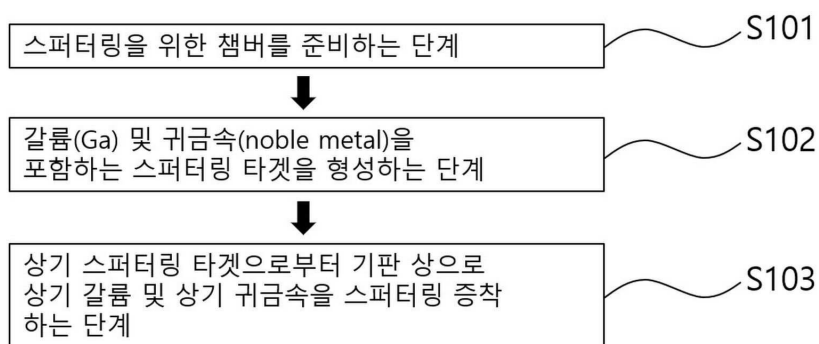 스퍼터링을 위한 챔버를 준비하는 단계
S101
갈륨(Ga) 및 귀금속(noble metal)을
포함하는 스퍼터링 타겟을 형성하는 단계
S102
상기 스퍼터링 타겟으로부터 기판 상으로
상기 갈륨 및 상기 귀금속을 스퍼터링 증착
하는 단계
S103